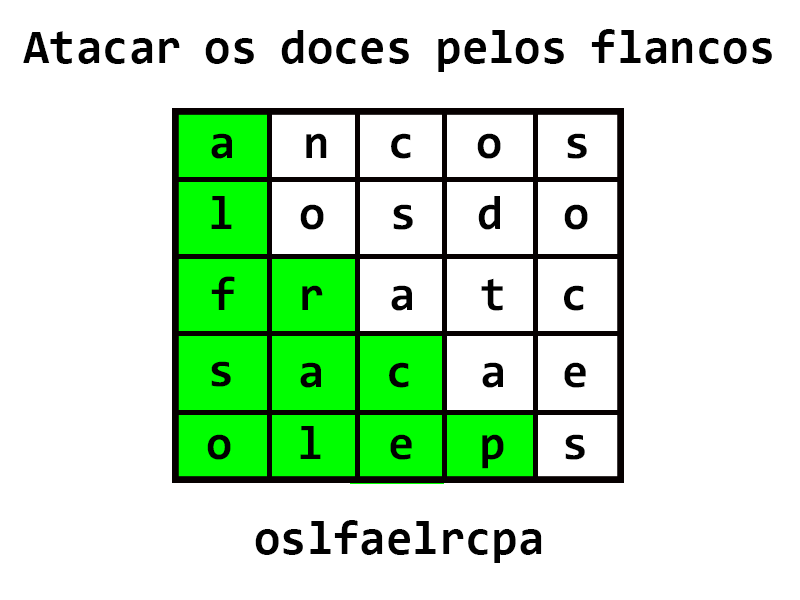 Atacar os doces pelos flancos
a n c o s
l o s d o
f r a t c
s a c a e
o l e p s
oslfaelrcpa